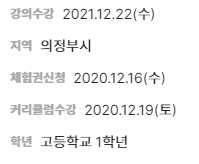 강의수강 2021.12.22(수)
지역 의정부시
체험권신청 2020.12.16(수)
커리큘럼수강 2020.12.19(토)
학년 고등학교 1학년